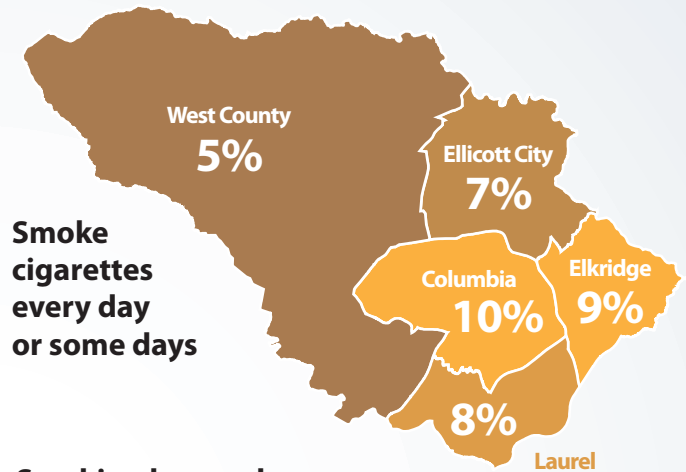 West County
5%
Ellicott City
7%
Smoke
cigarettes
every day
or some days
Columbia
10%
Elkridge
9%
8%
Laurel